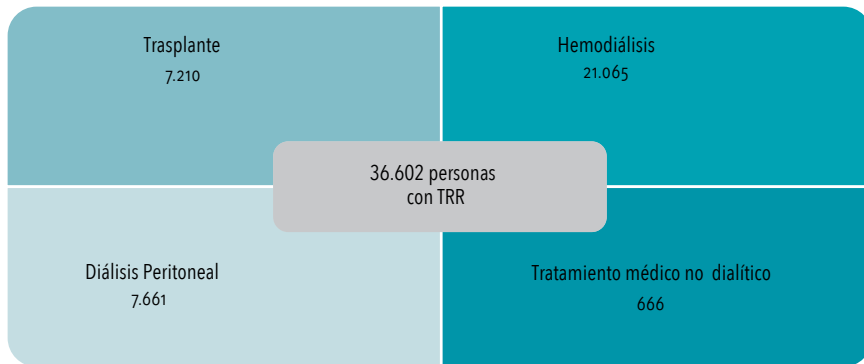 Trasplante
7.210
Hemodiálisis
21.065
36.602 personas
con TRR
Diálisis Peritoneal
7.661
Tratamiento médico no dialítico
666